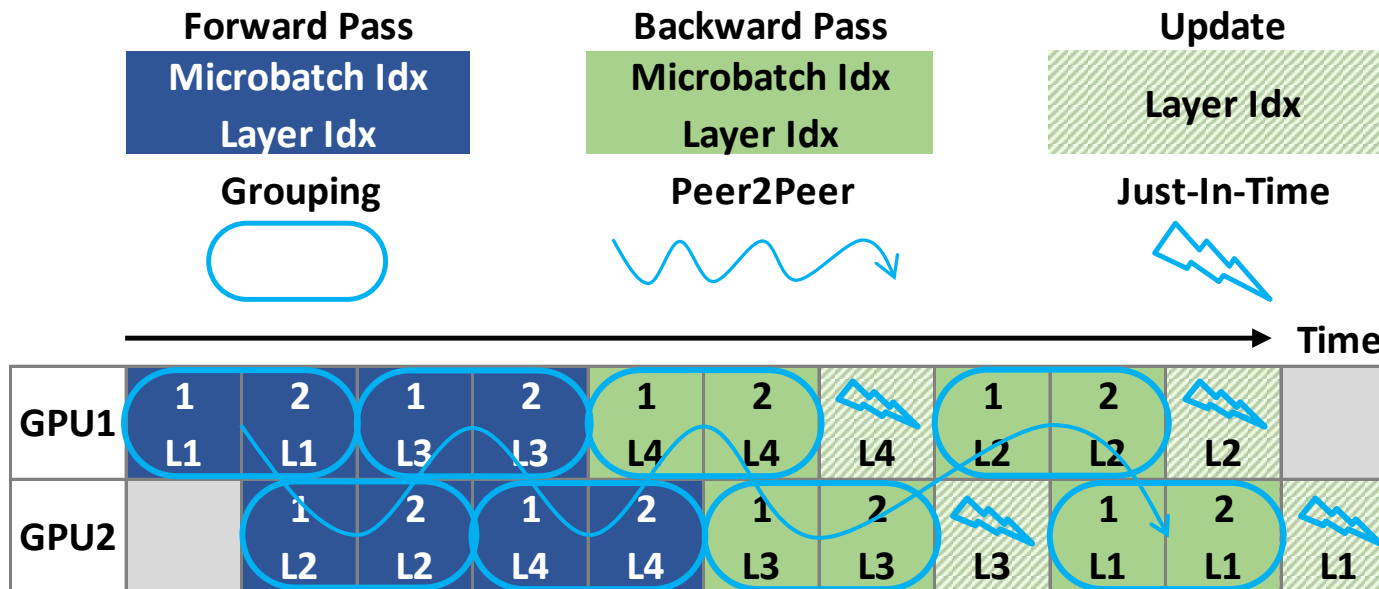 Forward Pass Backward Pass Update
Microbatch Idx Microbatch Idx
Layer Idx Layer Idx Layer Idx
Grouping Peer2Peer Just-In-Time
Time
GPU1
1 2 1 2 1 2 1 2
L1 L1 L3 L3 L4 L4 L4 L2 L2 L2
GPU2
1 2 1 2 1 2 1 2
L2 L2 L4 L4 L3 L3 L3 L1 L1 L1